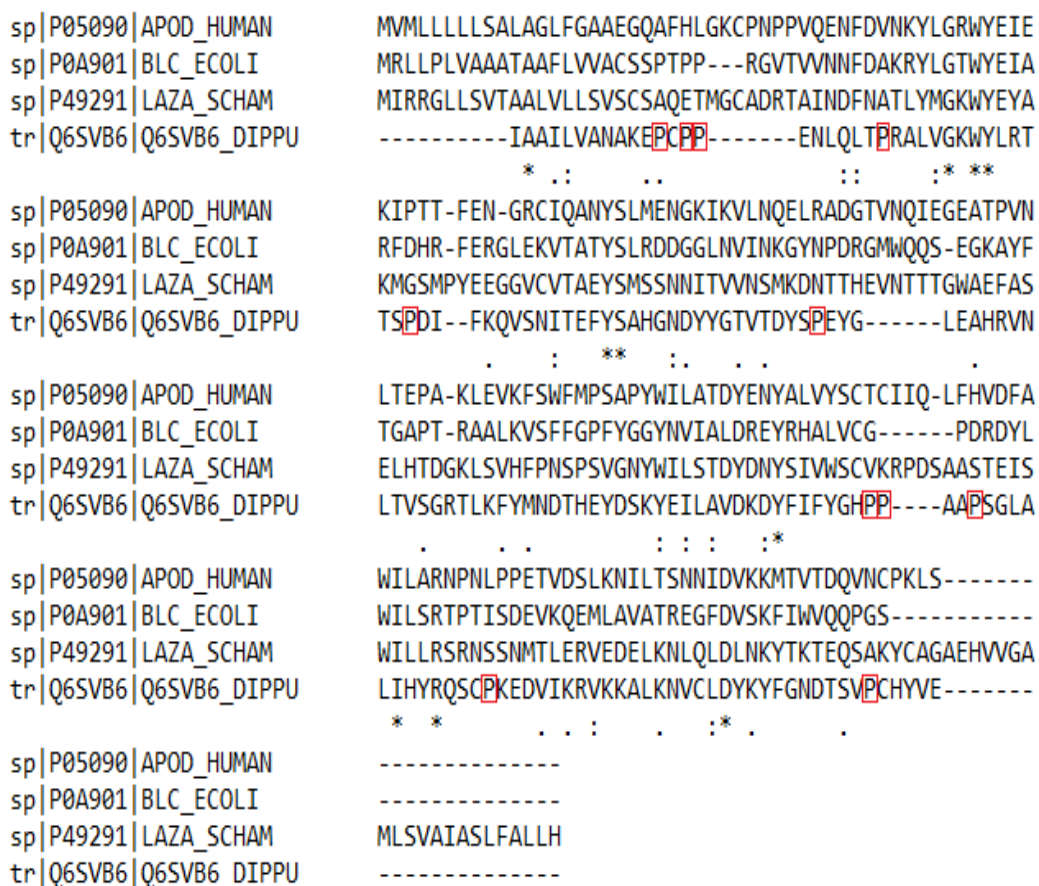 sp|P05090|APOD_HUMAN MVMLLLLLSALAGLFGAAEGQAFHLGKCPNPPVQENFDVNKYLGRWYEIE
sp|P0A901|BLC_ECOLI MRLLPLVAAATAAFLVVACSSPTPP---RGVTVVNNFDAKRYLGTWYEIA
sp|P49291|LAZA_SCHAM MIRRGLLSVTAALVLLSVSCSAQETMGCADRTAINDFNATLYMGKWYEYA
tr|Q6SVB6|Q6SVB6_DIPPU ----------IAAILVANAKEPCPP-------ENLQLTPRALVGKWYLRT
* .: .. :: :* **
sp|P05090|APOD_HUMAN KIPTT-FEN-GRCIQANYSLMENGKIKVLNQELRADGTVNQIEGEATPVN
sp|P0A901|BLC_ECOLI RFDHR-FERGLEKVTATYSLRDDGGLNVINKGYNPDRGMWQQS-EGKAYF
sp|P49291|LAZA_SCHAM KMGSMPYEEGGVCVTAEYSMSSNNITVVNSMKDNTTHEVNTTTGWAEFAS
tr|Q6SVB6|Q6SVB6_DIPPU TSPDI--FKQVSNITEFYSAHGNDYYGTVTDYSPEYG------LEAHRVN
. : ** :. . . .
sp|P05090|APOD_HUMAN LTEPA-KLEVKFSWFMPSAPYWILATDYENYALVYSCTCIIQ-LFHVDFA
sp|P0A901|BLC_ECOLI TGAPT-RAALKVSFFGPFYGGYNVIALDREYRHALVCG------PDRDYL
sp|P49291|LAZA_SCHAM ELHTDGKLSVHFPNSPSVGNYWILSTDYDNYSIVWSCVKRPDSAASTEIS
tr|Q6SVB6|Q6SVB6_DIPPU LTVSGRTLKFYMNDTHEYDSKYEILAVDKDYFIFYGHPP----AAPSGLA
. . . : : : :*
sp|P05090|APOD_HUMAN WILARNPNLPPETVDSLKNILTSNNIDVKKMTVTDQVNCPKLS-------
sp|P0A901|BLC_ECOLI WILSRTPTISDEVKQEMLAVATREGFDVSKFIWVQQPGS-----------
sp|P49291|LAZA_SCHAM WILLRSRNSSNMTLERVEDELKNLQLDLNKYTKTEQSAKYCAGAEHVVGA
tr|Q6SVB6|Q6SVB6_DIPPU LIHYRQSCPKEDVIKRVKKALKNVCLDYKYFGNDTSVPCHYVE-------
* * . . : . :* . .
sp|P05090|APOD_HUMAN --------------
sp|P0A901|BLC_ECOLI --------------
sp|P49291|LAZA_SCHAM MLSVAIASLFALLH
tr|Q6SVB6|Q6SVB6_DIPPU --------------